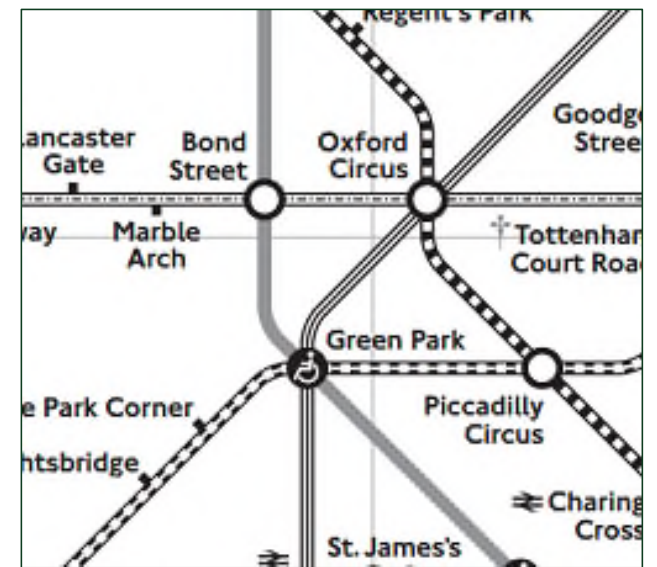 Regent's Park
Goodge
Stree
ancaster
Gate
Bond
Street
Oxford
Circus
way
Marble
Arch
Tottenhar
Court Roa
Green Park
e Park Corner
Piccadilly
Circus
htsbridge
Charing
Cross
St. James's